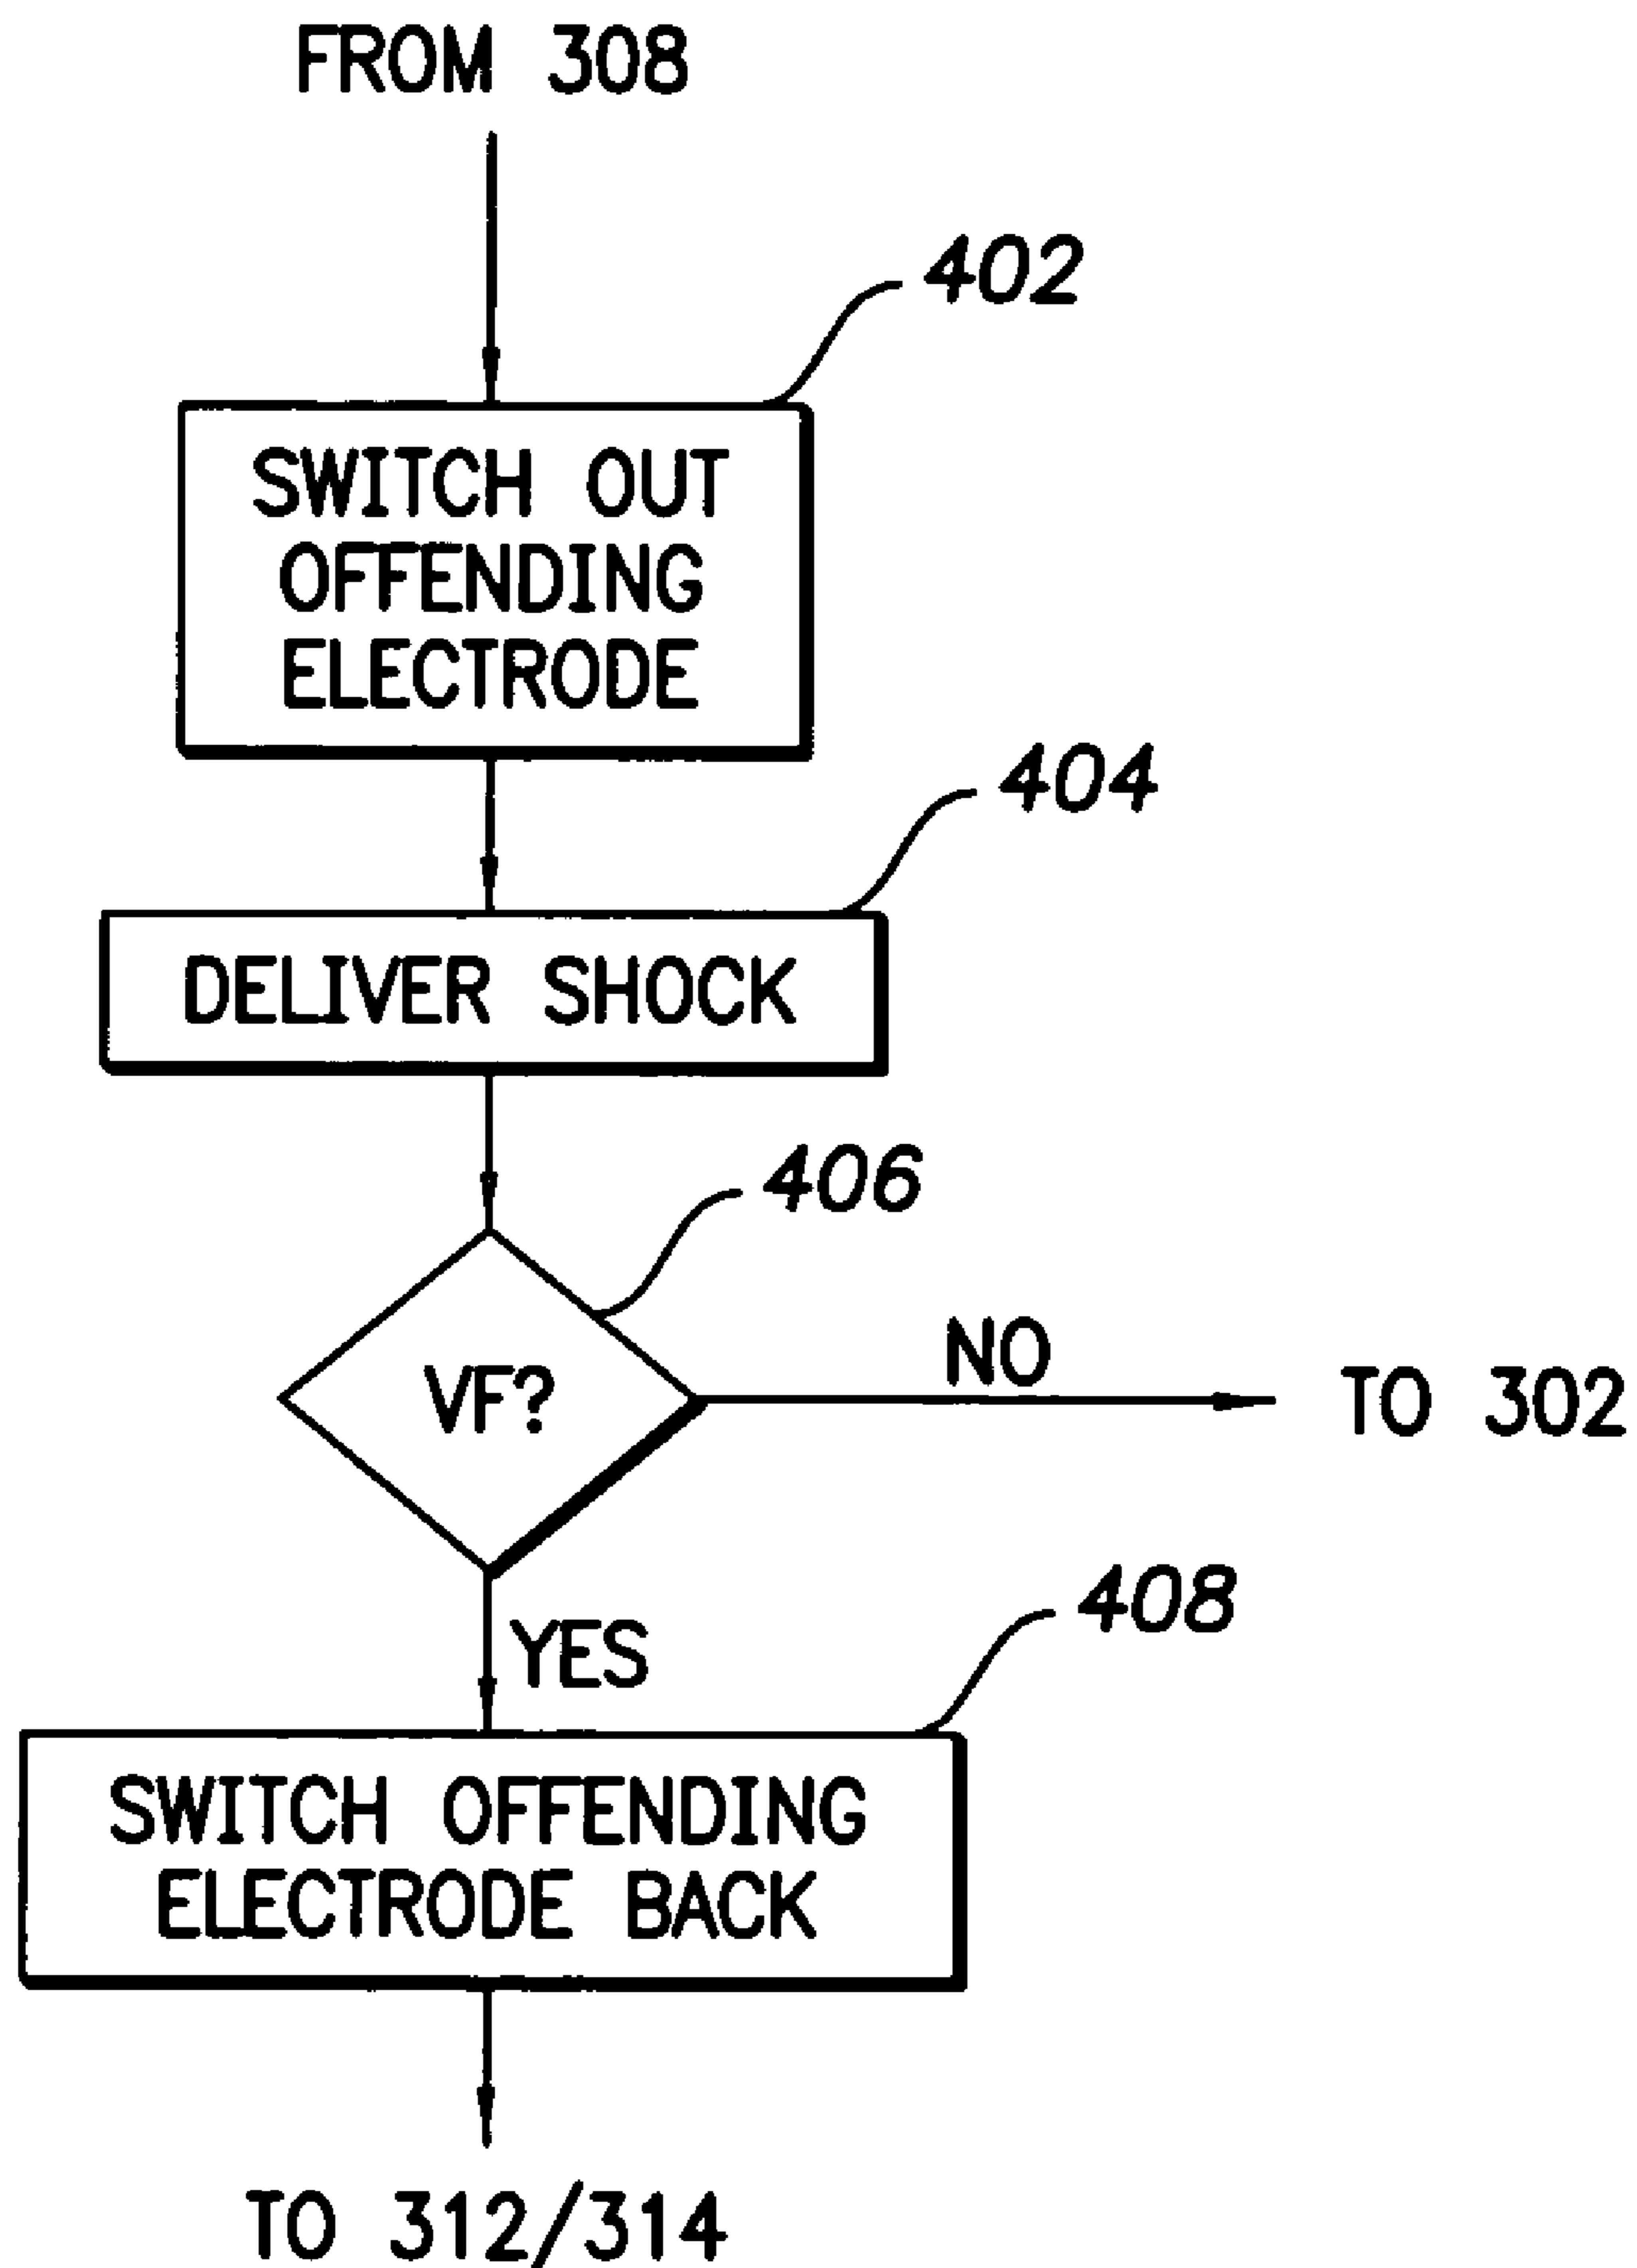 FROM 308
402
SWITCH OUT
OFFENDING
ELECTRODE
404
DELIVER SHOCK
406
VF?
NO
TO 302
YES
408
SWITCH OFFENDING
ELECTRODE BACK
TO 312/314